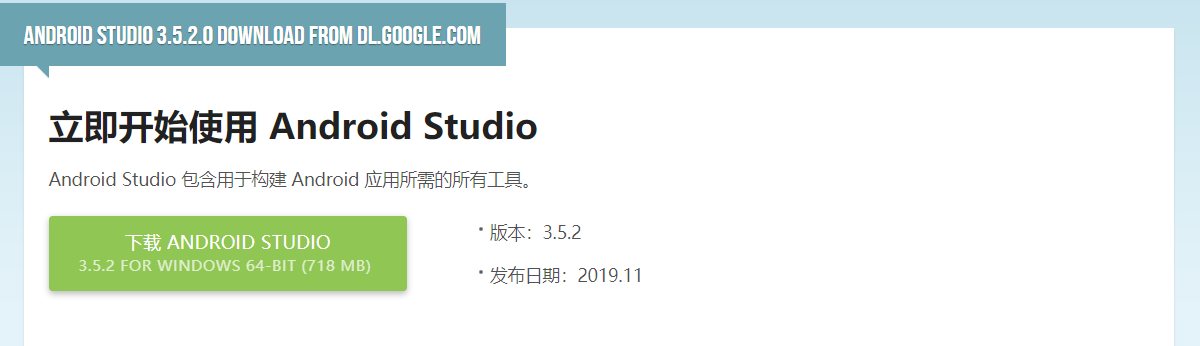 ANDROID STUDIO 3.5.2.0 DOWNLOAD FROM DL.GOOGLE.COM
立即开始使用 Android Studio
Android Studio 包含用于构建 Android 应用所需的所有工具。
下载 ANDROID STUDIO
3.5.2 FOR WINDOWS 64-BIT (718 MB)
版本：3.5.2
发布日期：2019.11